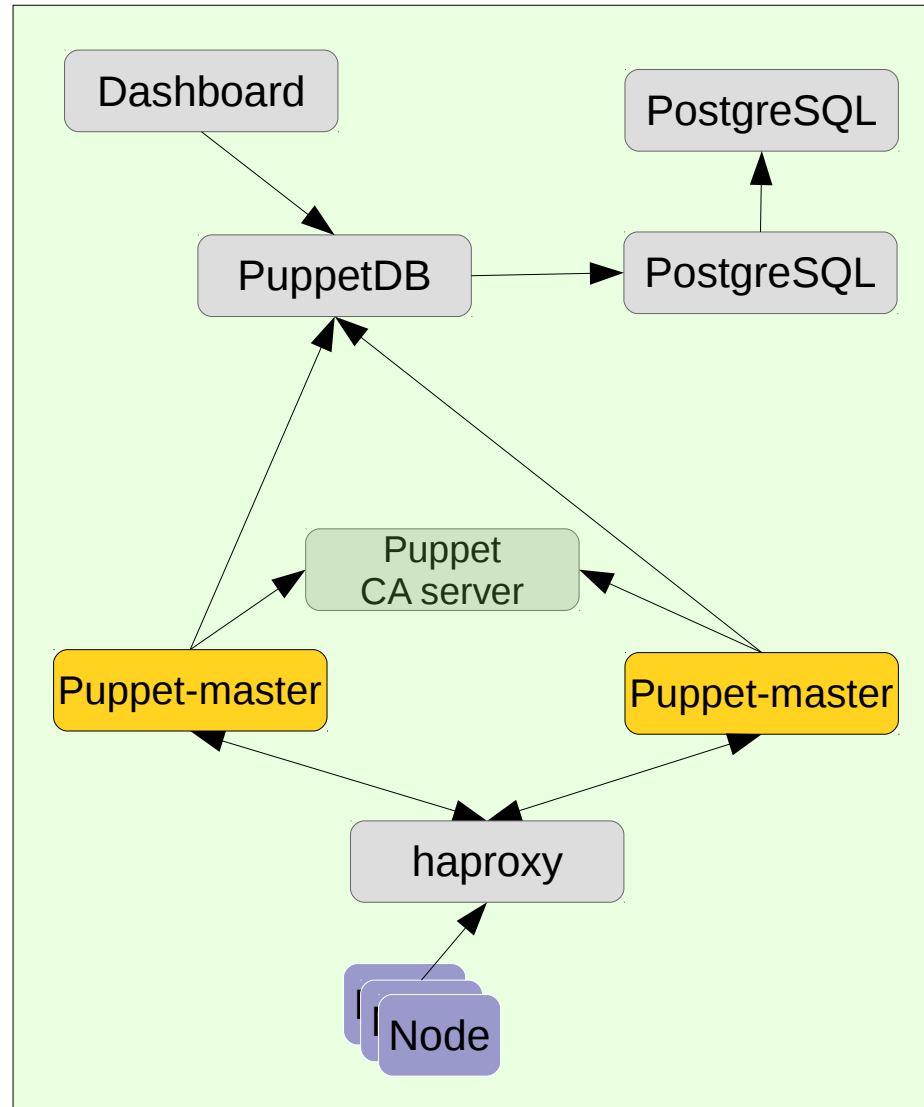 Dashboard
PostgreSQL
PuppetDB
PostgreSQL
Puppet
CA server
Puppet-master
Puppet-master
haproxy
Node